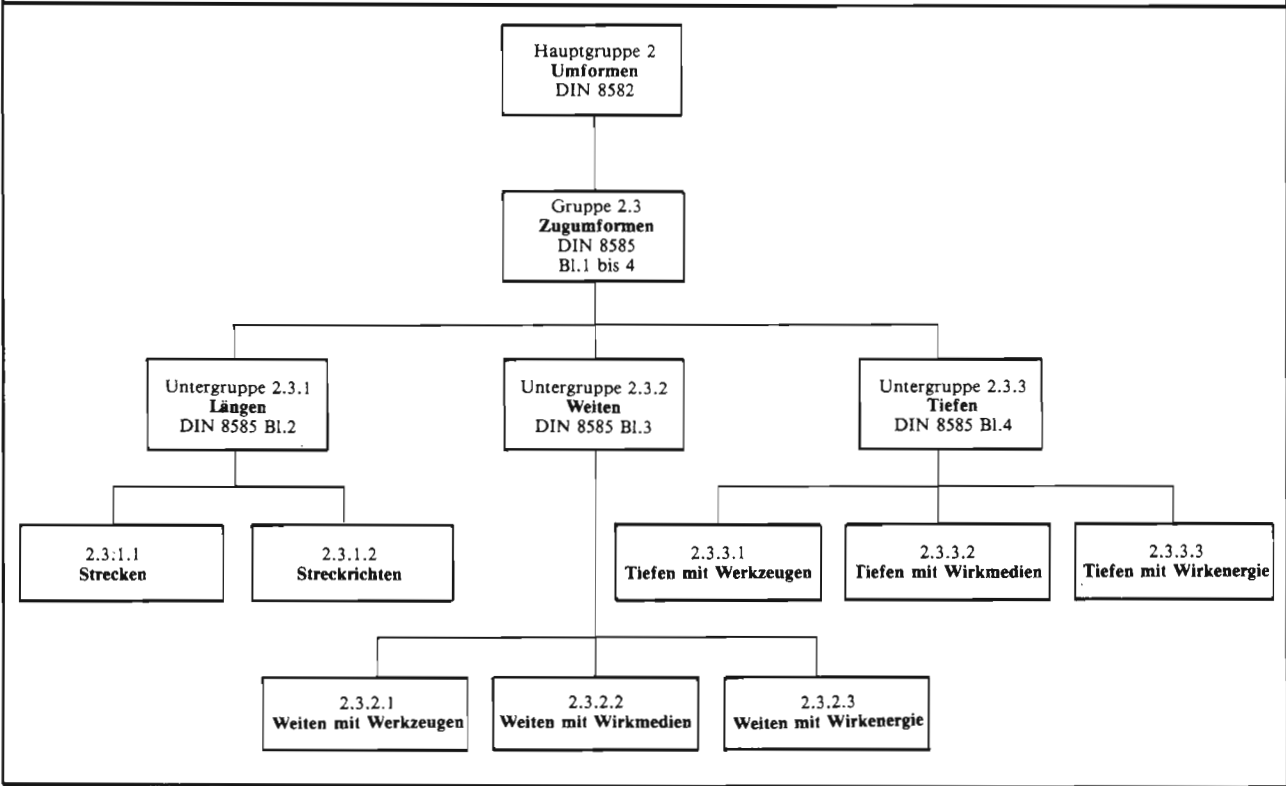 Hauptgruppe 2
Umformen
DIN 8582
Gruppe 2.3
Zugumformen
DIN 8585
Bl.1 bis 4
Untergruppe 2.3.1
Längen
DIN 8585 Bl.2
Untergruppe 2.3.2
Weiten
DIN 8585 Bl.3
Untergruppe 2.3.3
Tiefen
DIN 8585 Bl.4
2.3:1.1
Strecken
2.3.1.2
Streckrichten
2.3.3.1
Tiefen mit Werkzeugen
2.3.3.2
Tiefen mit Wirkmedien
2.3.3.3
Tiefen mit Wirkenergie
2.3.2.1
Weiten mit Werkzeugen
2.3.2.2
Weiten mit Wirkmedien
2.3.2.3
Weiten mit Wirkenergie